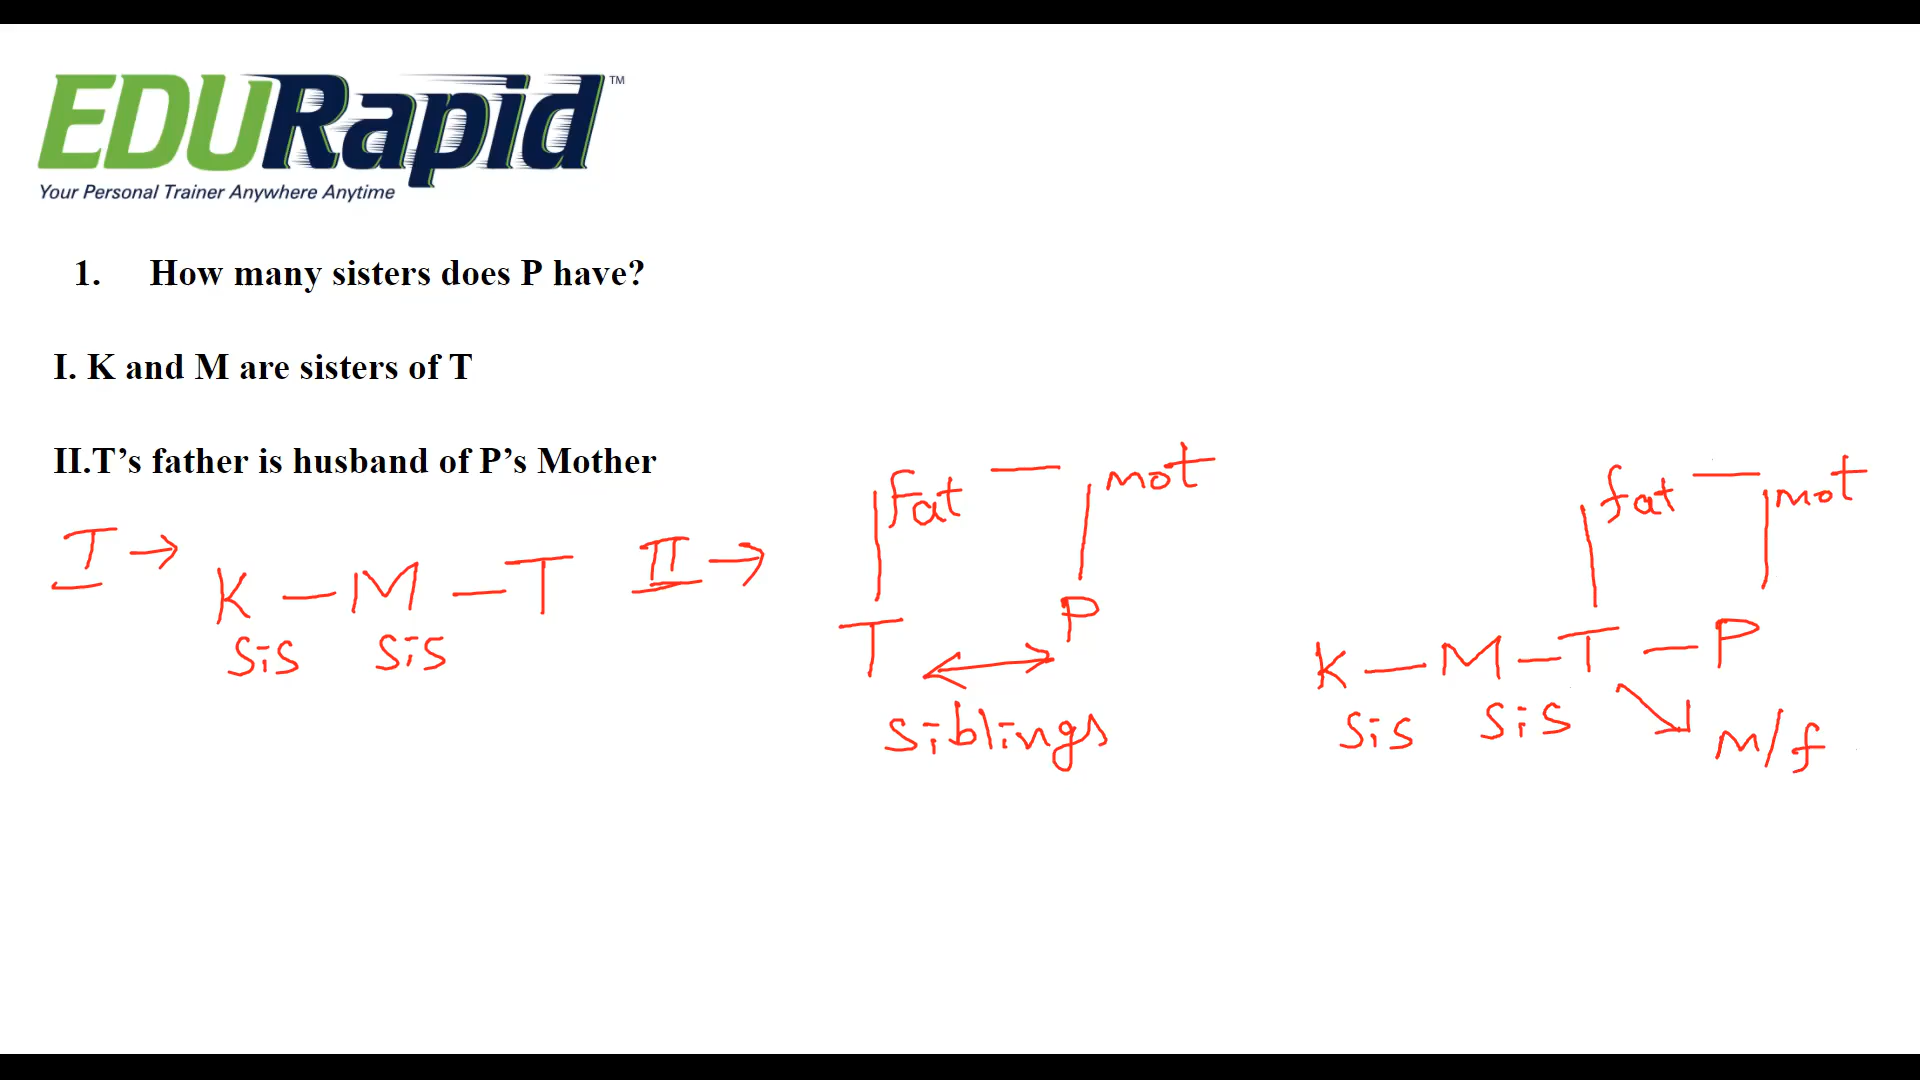 EDURapid™
Your Personal Trainer Anywhere Anytime
1. How many sisters does P have?
I. K and M are sisters of T
II.T’s father is husband of P’s Mother
I → K — M — T
sis sis
II → Fat — mot
T ↔ P
siblings
fat — mot
K — M — T — P
sis sis
M/f